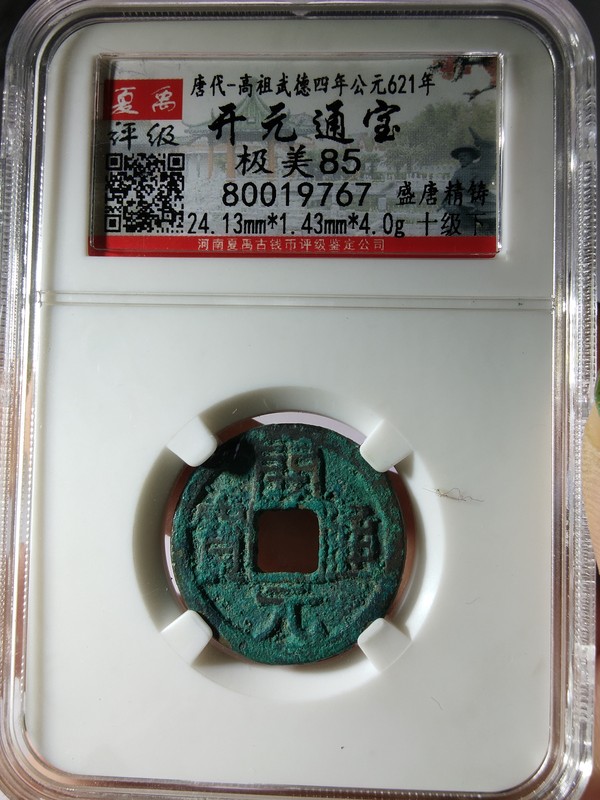 唐代-高祖武德四年公元621年
夏禹
评级
开元通宝
极美85
80019767 盛唐精铸
24.13mm*1.43mm*4.0g 十级下
河南夏禹古钱币评级鉴定公司
開元通寳